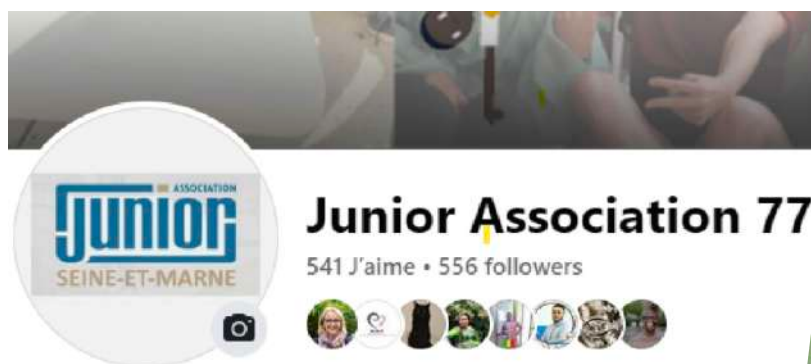 ASSOCIATION
Junior
SEINE-ET-MARNE
Junior Association 77
541 J'aime • 556 followers